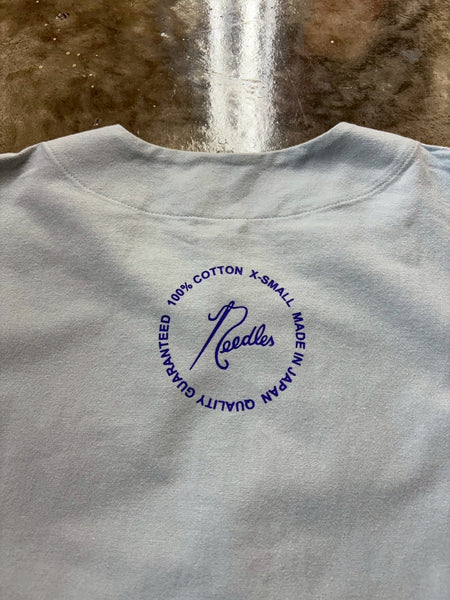 100% COTTON X-SMALL MADE IN JAPAN QUALITY GUARANTEED
Needles